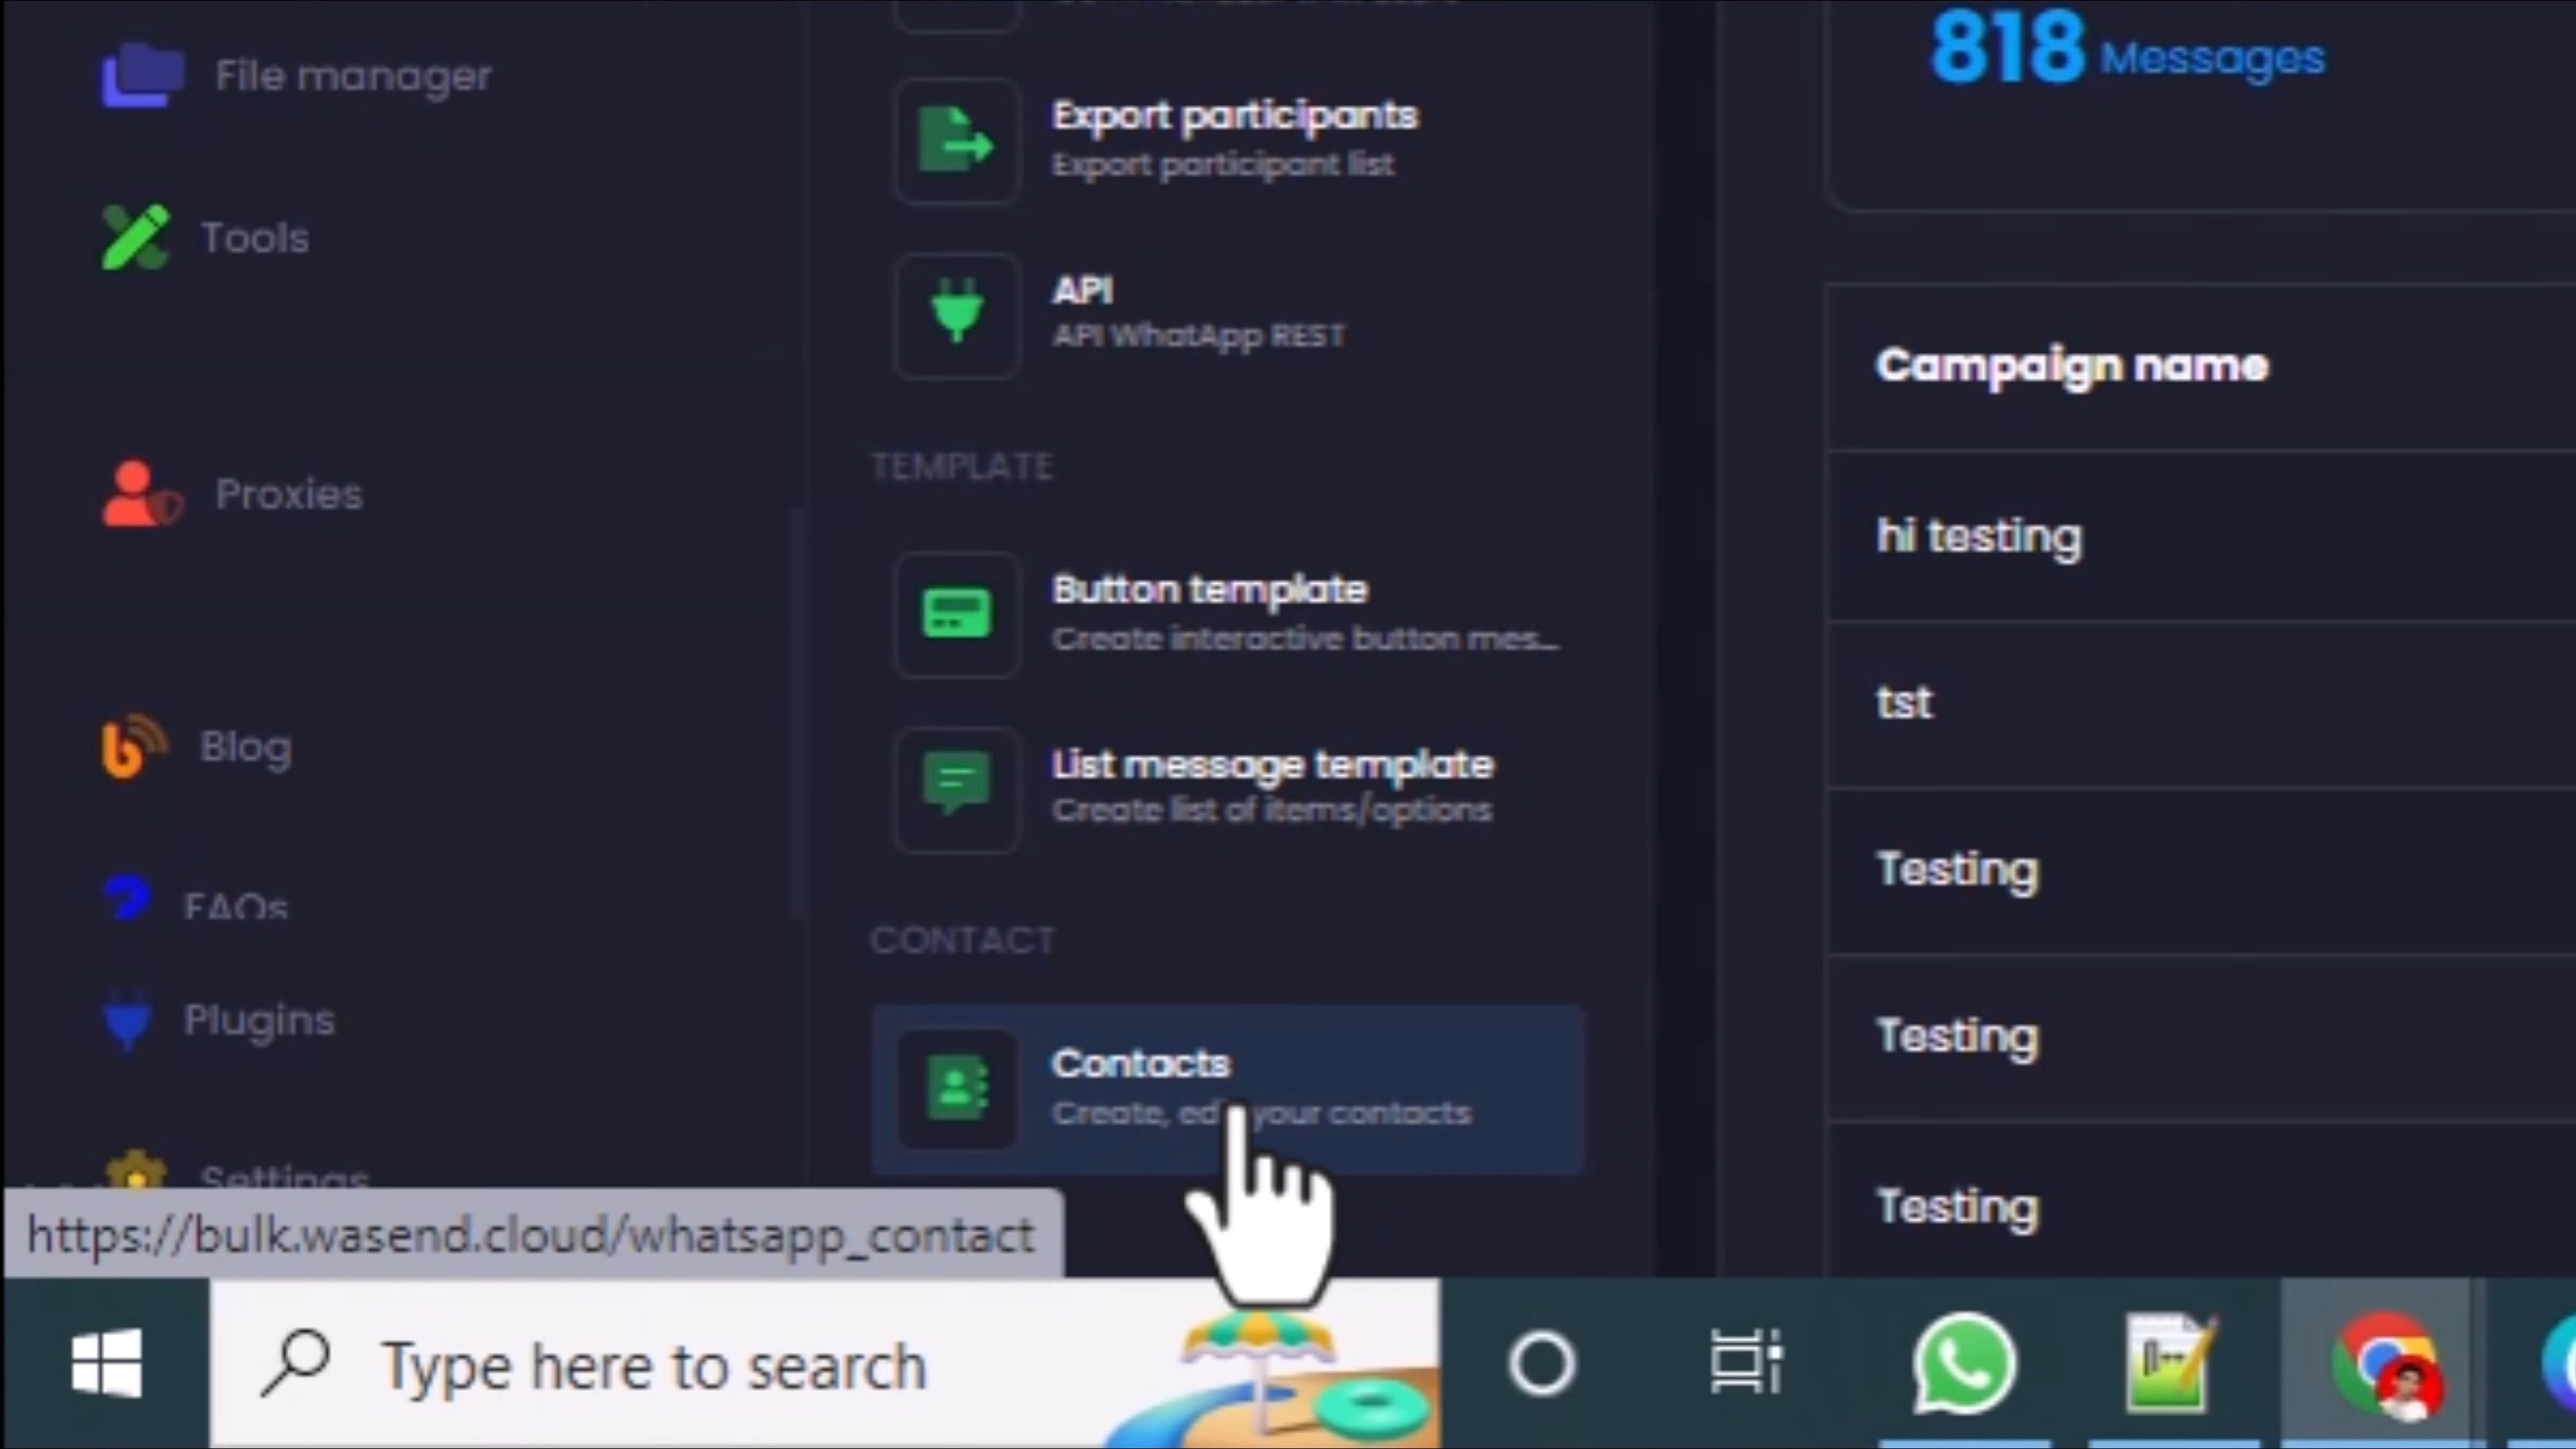 File manager
Tools
Proxies
Blog
FAQs
Plugins
Settings
Export participants
Export participant list
API
API WhatApp REST
TEMPLATE
Button template
Create interactive button mes...
List message template
Create list of items/options
CONTACT
Contacts
Create, edit your contacts
818 Messages
Campaign name
hi testing
tst
Testing
Testing
Testing
https://bulk.wasend.cloud/whatsapp_contact
Type here to search